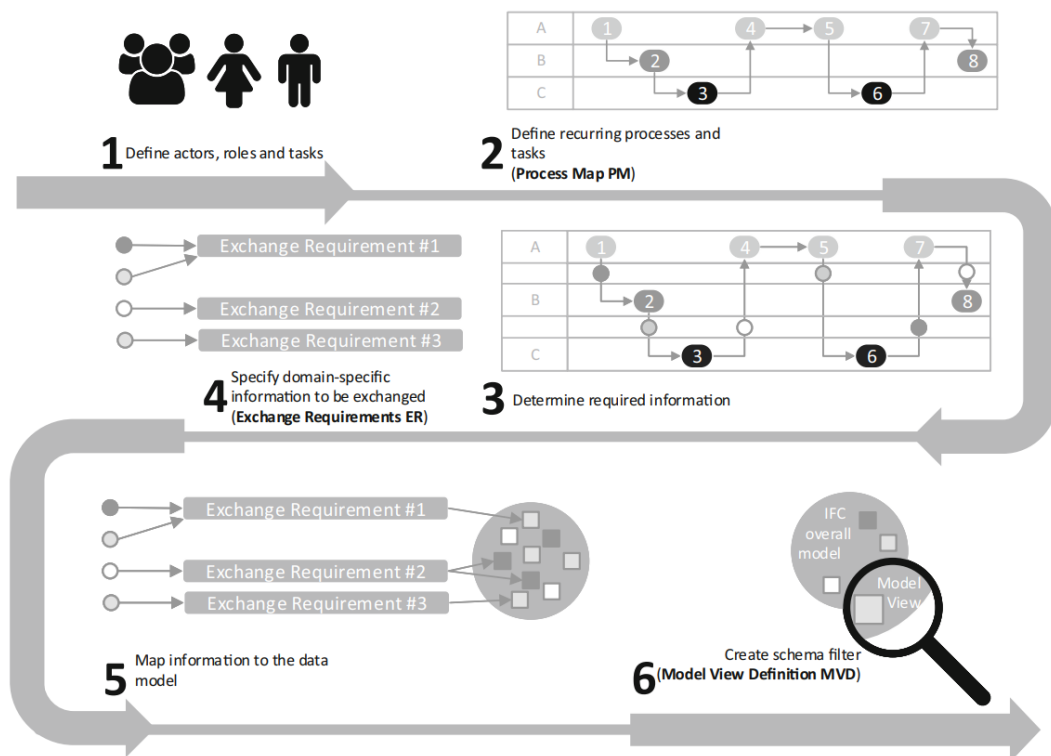 A 1 4 5 7
B 2 8
C 3 6
1 Define actors, roles and tasks
2 Define recurring processes and
tasks
(Process Map PM)
Exchange Requirement #1
Exchange Requirement #2
Exchange Requirement #3
A 1 4 5 7
B 2 8
C 3 6
3 Determine required information
4 Specify domain-specific
information to be exchanged
(Exchange Requirements ER)
Exchange Requirement #1
Exchange Requirement #2
Exchange Requirement #3
5 Map information to the data
model
IFC
overall
model
Model
View
6 Create schema filter
(Model View Definition MVD)